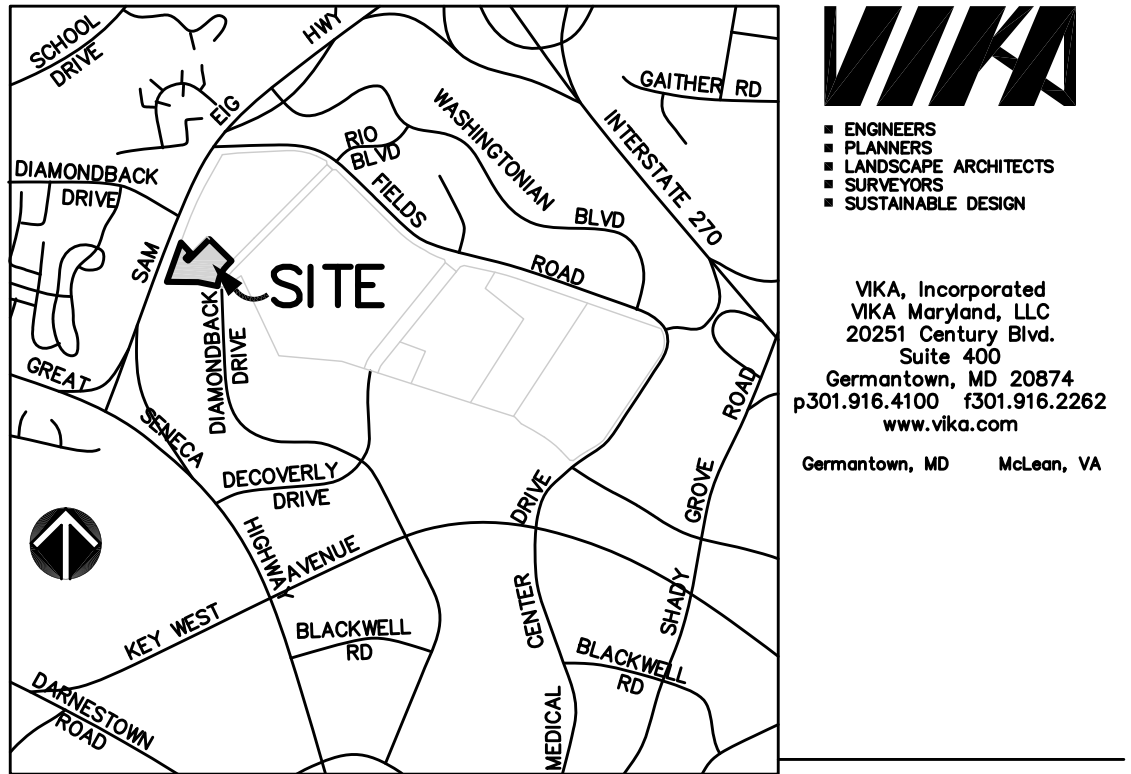 SCHOOL
DRIVE
HWY
EIG
SAM
GAITHER RD
INTERSTATE 270
WASHINGTONIAN
BLVD
RIO
BLVD
FIELDS
ROAD
DIAMONDBACK
DRIVE
SITE
DIAMONDBACK
DRIVE
GREAT
SENECA
HIGHWAY
DECOVERLY
DRIVE
KEY WEST
AVENUE
BLACKWELL
RD
DARNESTOWN
ROAD
MEDICAL
CENTER
DRIVE
SHADY
GROVE
ROAD
BLACKWELL
RD
VIKA
ENGINEERS
PLANNERS
LANDSCAPE ARCHITECTS
SURVEYORS
SUSTAINABLE DESIGN
VIKA, Incorporated
VIKA Maryland, LLC
20251 Century Blvd.
Suite 400
Germantown, MD 20874
p301.916.4100 f301.916.2262
www.vika.com
Germantown, MD McLean, VA